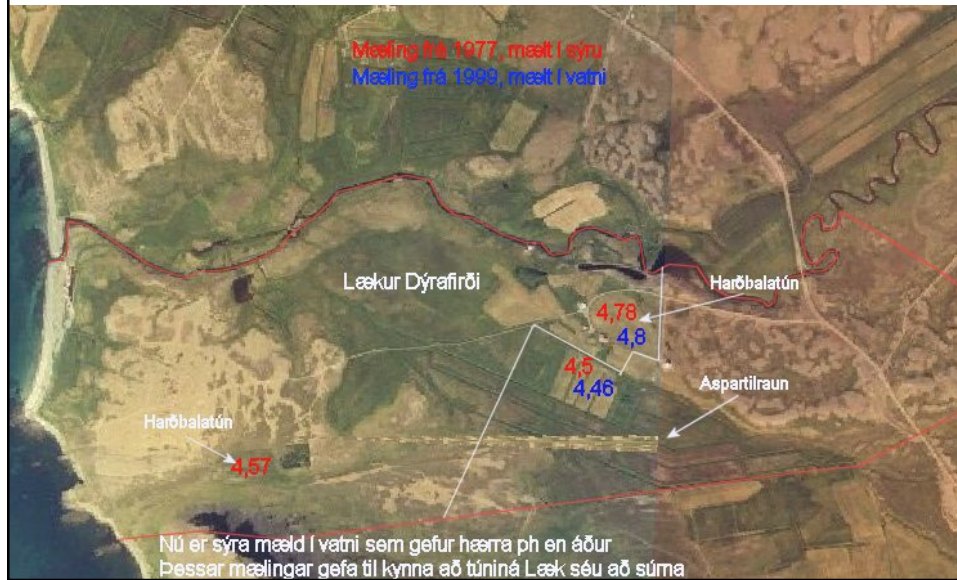 Mæling frá 1977, mælt í sýru
Mæling frá 1999, mælt í vatni
Lækur Dýrafirði
Harðbalatún
4,78
4,8
4,5
4,46
Aspartilraun
Harðbalatún
4,57
Nú er sýra mæld í vatni sem gefur hærra ph en áður
Þessar mælingar gefa til kynna að túniná Læk séu að súrna